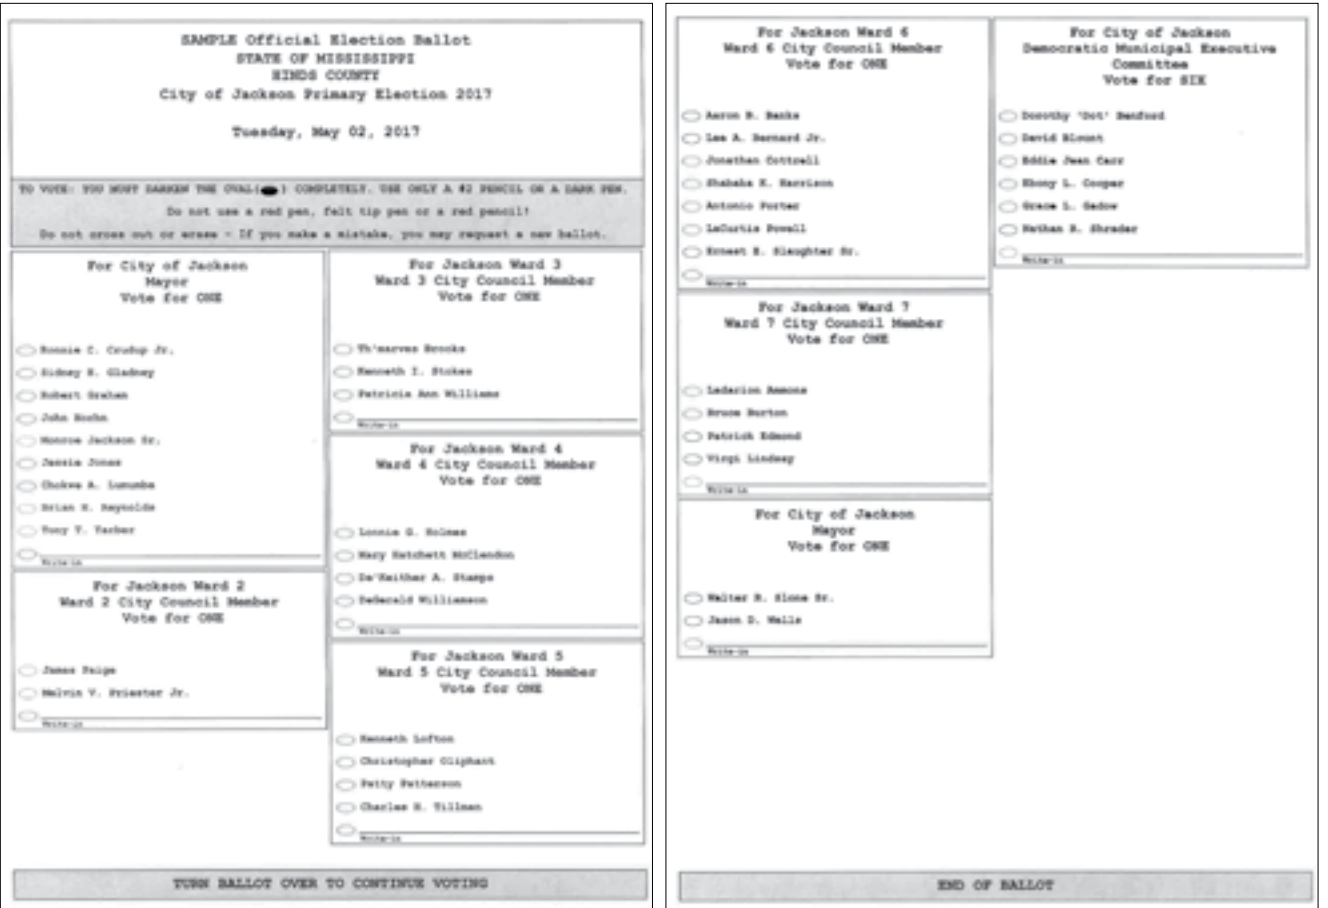 SAMPLE Official Election Ballot
STATE OF MISSISSIPPI
HINDS COUNTY
City of Jackson Primary Election 2017
Tuesday, May 02, 2017
TO VOTE: YOU MUST DARKEN THE OVAL( ) COMPLETELY. USE ONLY A #2 PENCIL OR A DARK PEN.
Do not use a red pen, felt tip pen or a red pencil!
Do not cross out or erase - If you make a mistake, you may request a new ballot.
For City of Jackson
Mayor
Vote for ONE
Ronnie C. Crudup Jr.
Sidney R. Gladney
Robert Graham
John Horhn
Monroe Jackson Sr.
Jassie Jones
Chokwe A. Lumumba
Brian H. Reynolds
Tony T. Yarber
Write-in
For Jackson Ward 2
Ward 2 City Council Member
Vote for ONE
James Paige
Melvin V. Priester Jr.
Write-in
For Jackson Ward 3
Ward 3 City Council Member
Vote for ONE
Th'marves Brooks
Kenneth I. Stokes
Patricia Ann Williams
Write-in
For Jackson Ward 4
Ward 4 City Council Member
Vote for ONE
Lonnie G. Holmes
Mary Hatchett McClendon
De'Keither A. Stamps
DeGerald Williamson
Write-in
For Jackson Ward 5
Ward 5 City Council Member
Vote for ONE
Kenneth Lofton
Christopher Oliphant
Patty Patterson
Charles H. Tillman
Write-in
TURN BALLOT OVER TO CONTINUE VOTING
For Jackson Ward 6
Ward 6 City Council Member
Vote for ONE
Aaron B. Banks
Lee A. Bernard Jr.
Jonathan Cottrell
Shabaka K. Harrison
Antonio Porter
LaCurtis Powell
Ernest E. Slaughter Sr.
Write-in
For Jackson Ward 7
Ward 7 City Council Member
Vote for ONE
Ladarion Ammons
Bruce Burton
Patrick Edmond
Virgi Lindsay
Write-in
For City of Jackson
Mayor
Vote for ONE
Walter R. Slone Sr.
Jason D. Wells
Write-in
For City of Jackson
Democratic Municipal Executive
Committee
Vote for SIX
Dorothy 'Dot' Benford
David Blount
Eddie Jean Carr
Ebony L. Cooper
Grace L. Gadow
Nathan R. Shrader
Write-in
END OF BALLOT